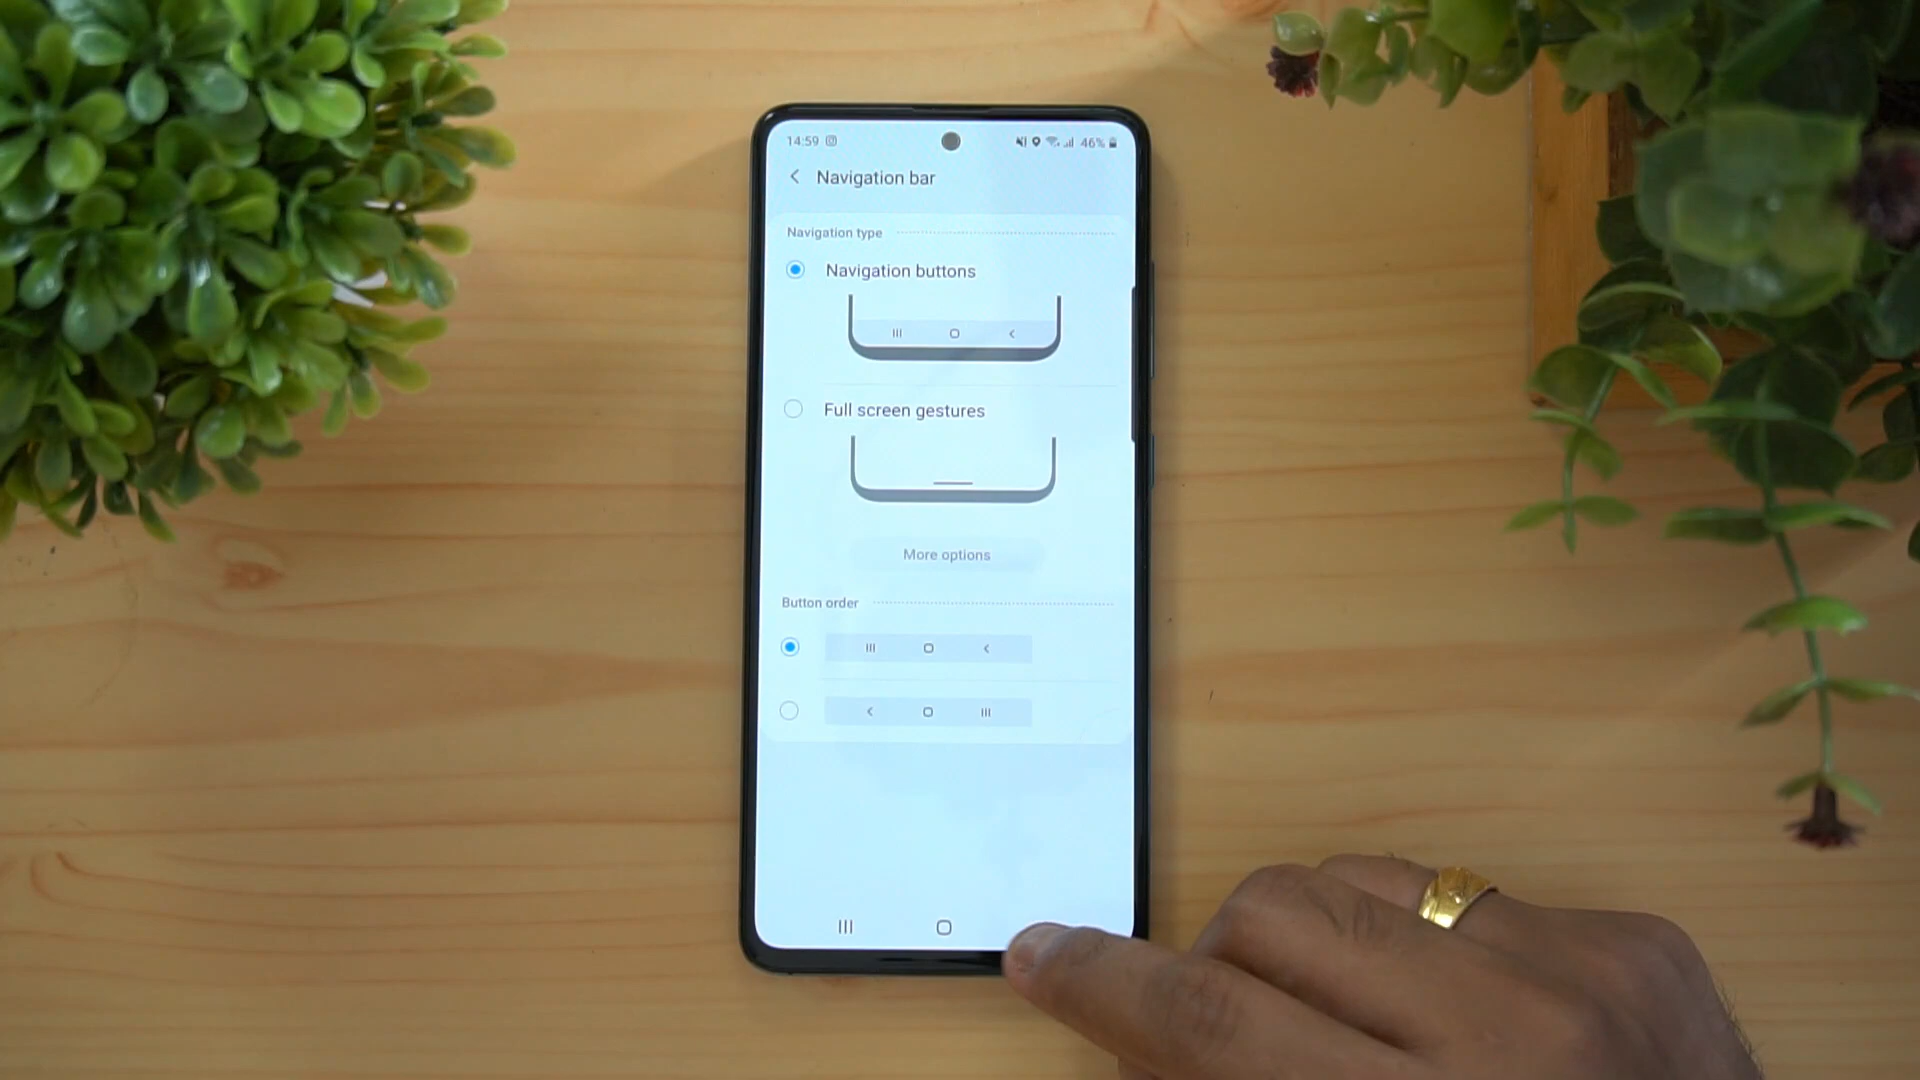 14:59
46%
Navigation bar
Navigation type
Navigation buttons
Full screen gestures
More options
Button order